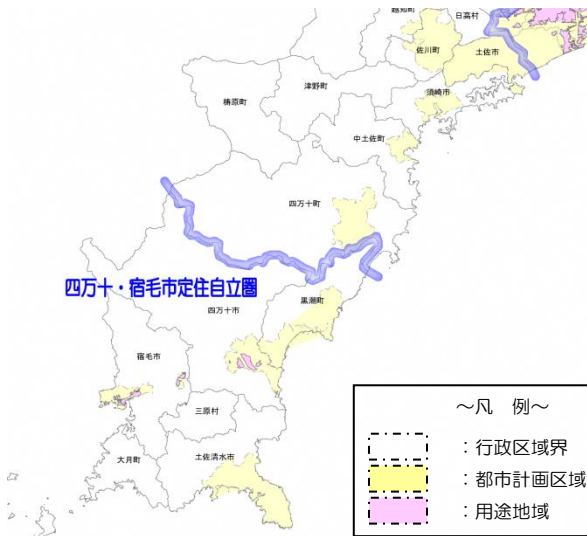 越知町
日高村
佐川町
土佐市
津野町
須崎市
梼原町
中土佐町
四万十町
四万十・宿毛市定住自立圏
四万十市
黒潮町
宿毛市
三原村
大月町
土佐清水市
～凡　例～
：行政区域界
：都市計画区域
：用途地域